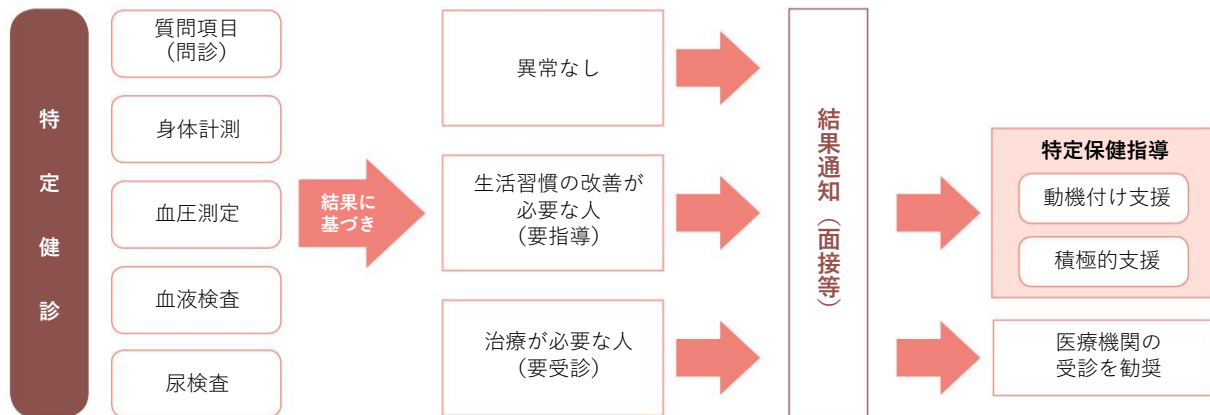 特定健診
質問項目
（問診）
身体計測
血圧測定
血液検査
尿検査
結果に
基づき
異常なし
生活習慣の改善が
必要な人
（要指導）
治療が必要な人
（要受診）
結果通知（面接等）
特定保健指導
動機付け支援
積極的支援
医療機関の
受診を勧奨